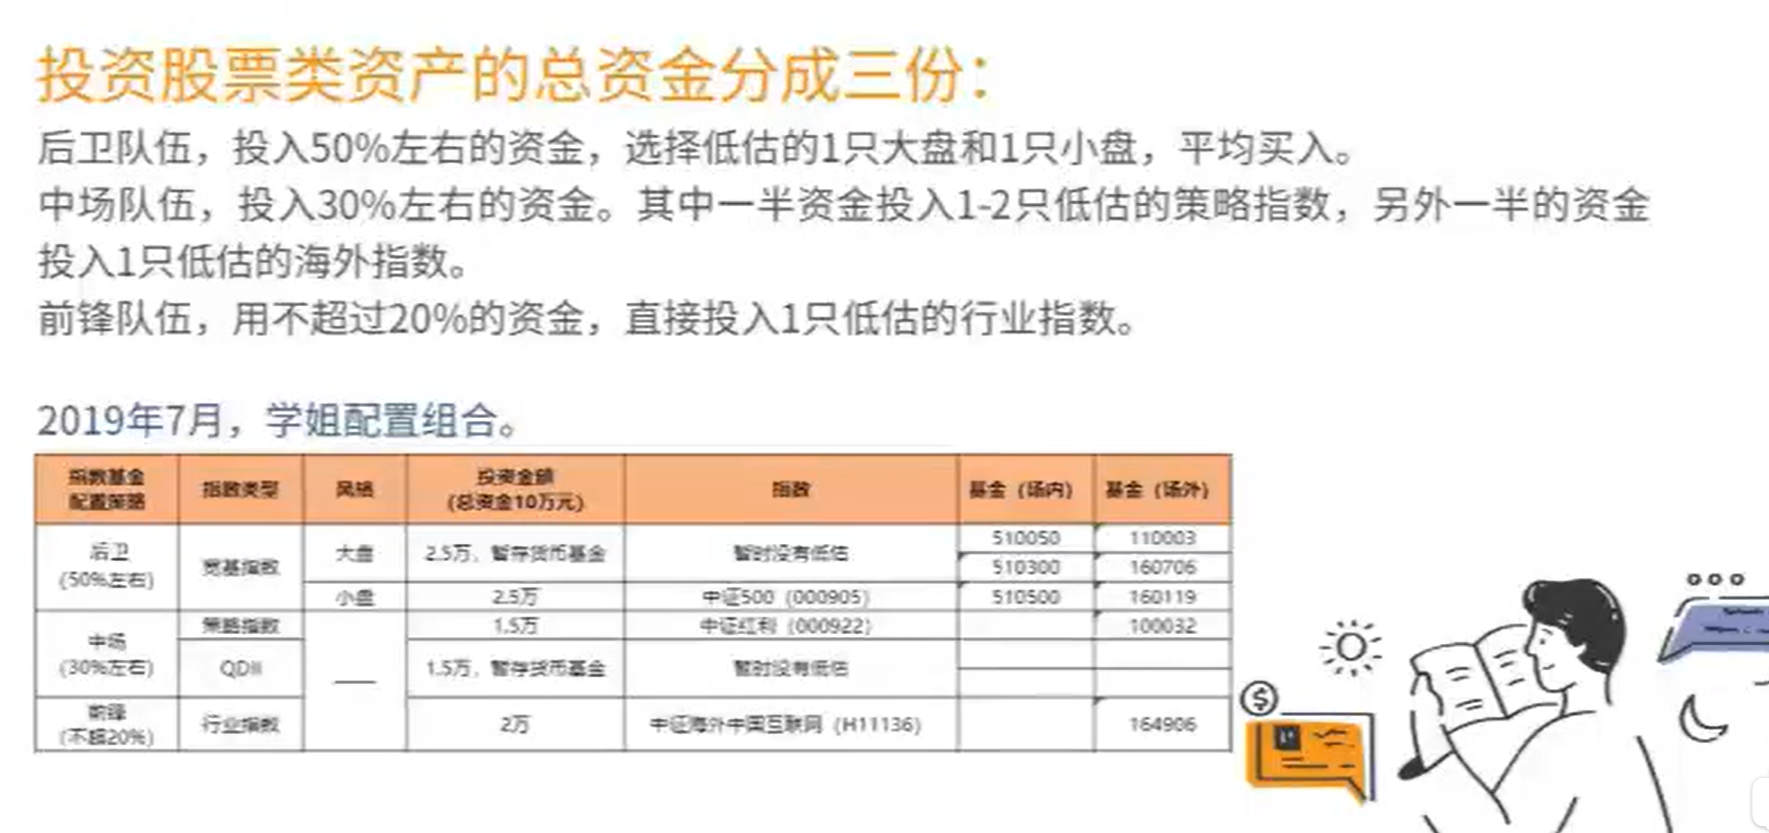 投资股票类资产的总资金分成三份：
后卫队伍，投入50%左右的资金，选择低估的1只大盘和1只小盘，平均买入。
中场队伍，投入30%左右的资金。其中一半资金投入1-2只低估的策略指数，另外一半的资金
投入1只低估的海外指数。
前锋队伍，用不超过20%的资金，直接投入1只低估的行业指数。
2019年7月，学姐配置组合。
指数基金配置策略 指数类型 风格 投资金额（总资金10万元） 指数 基金（场内） 基金（场外）
后卫（50%左右） 宽基指数 大盘 2.5万，暂存货币基金 暂时没有低估 510050 110003
510300 160706
小盘 2.5万 中证500（000905） 510500 160119
中场（30%左右） 策略指数 —— 1.5万 中证红利（000922） 100032
QDII 1.5万，暂存货币基金 暂时没有低估
前锋（不超20%） 行业指数 2万 中证海外中国互联网（H11136） 164906
$